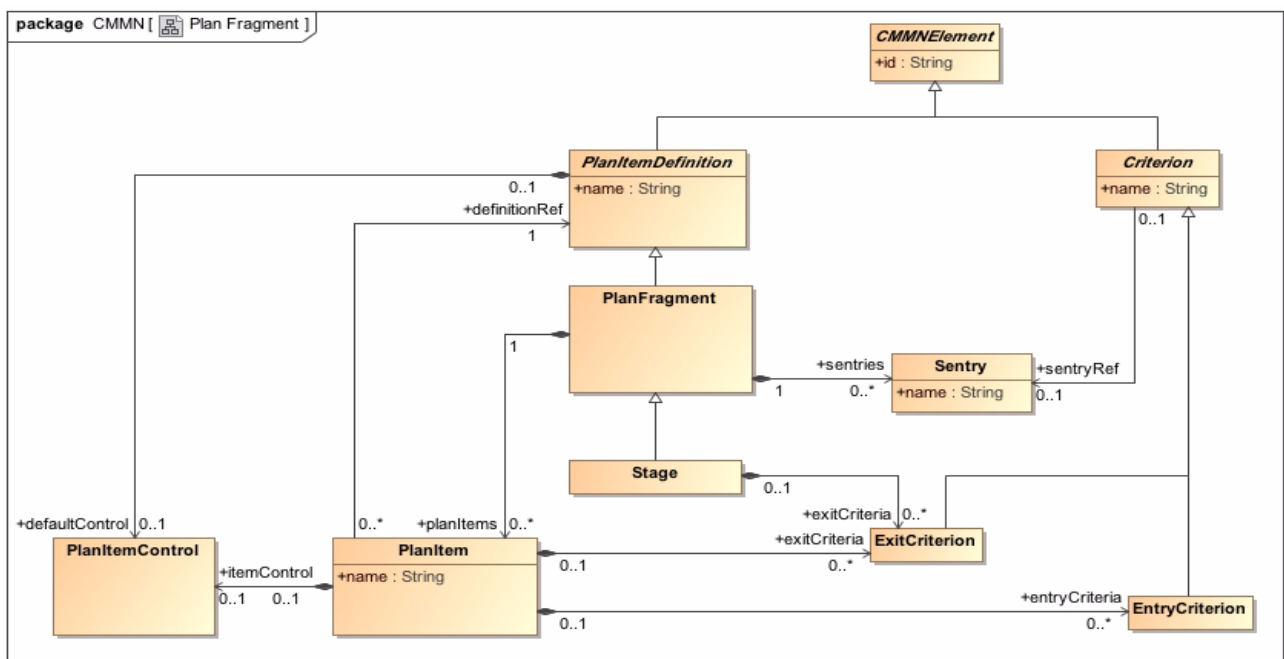 package CMMN [ Plan Fragment ]
CMMNElement
+id : String
PlanItemDefinition
+name : String
Criterion
+name : String
0..1
+definitionRef
1
0..1
PlanFragment
1
+sentries
1
0..*
Sentry
+name : String
+sentryRef
0..1
Stage
0..1
+exitCriteria
0..*
+defaultControl
0..1
0..*
+planItems
0..*
PlanItemControl
PlanItem
+name : String
+itemControl
0..1
0..1
+exitCriteria
0..1
0..*
ExitCriterion
+entryCriteria
0..1
0..*
EntryCriterion